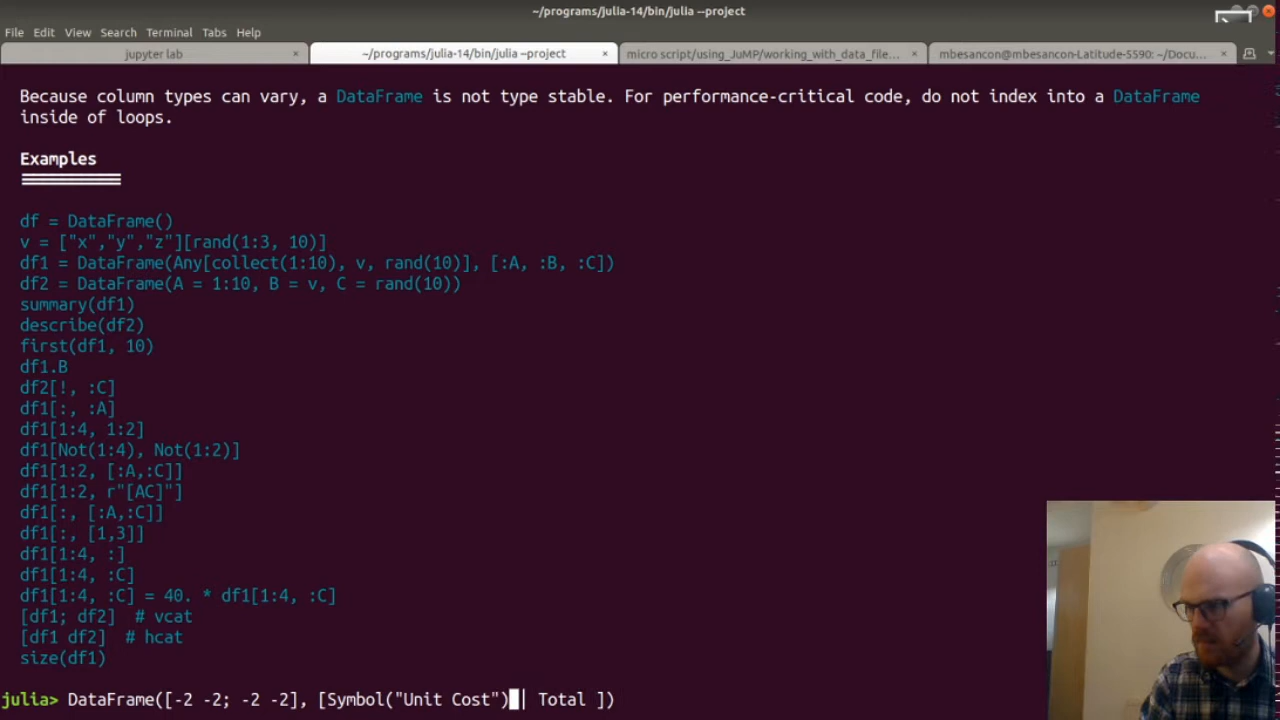 ~/programs/julia-14/bin/julia --project
File Edit View Search Terminal Tabs Help
jupyter lab × ~/programs/julia-14/bin/julia --project × micro script/using_JuMP/working_with_data_file... × mbesancon@mbesancon-Latitude-5590: ~/Docu... ×
Because column types can vary, a DataFrame is not type stable. For performance-critical code, do not index into a DataFrame
inside of loops.
Examples
df = DataFrame()
v = ["x","y","z"][rand(1:3, 10)]
df1 = DataFrame(Any[collect(1:10), v, rand(10)], [:A, :B, :C])
df2 = DataFrame(A = 1:10, B = v, C = rand(10))
summary(df1)
describe(df2)
first(df1, 10)
df1.B
df2[!, :C]
df1[:, :A]
df1[1:4, 1:2]
df1[Not(1:4), Not(1:2)]
df1[1:2, [:A,:C]]
df1[1:2, r"[AC]"]
df1[:, [:A,:C]]
df1[:, [1,3]]
df1[1:4, :]
df1[1:4, :C]
df1[1:4, :C] = 40. * df1[1:4, :C]
[df1; df2]  # vcat
[df1 df2]  # hcat
size(df1)
julia> DataFrame([-2 -2; -2 -2], [Symbol("Unit Cost") | Total ])